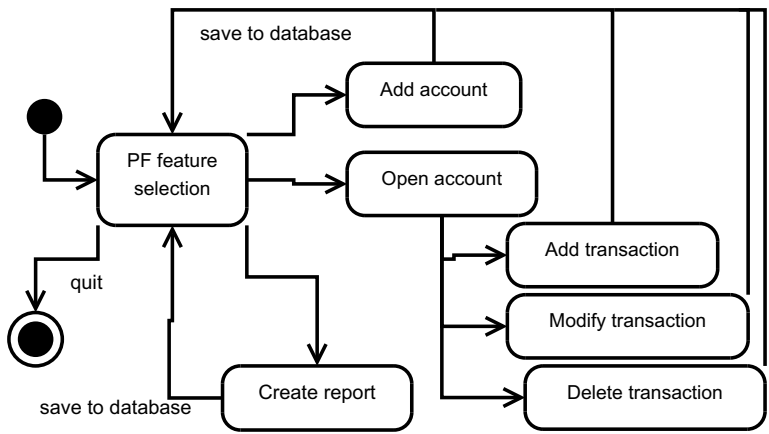 save to database
Add account
PF feature
selection
Open account
Add transaction
quit
Modify transaction
Create report
Delete transaction
save to database